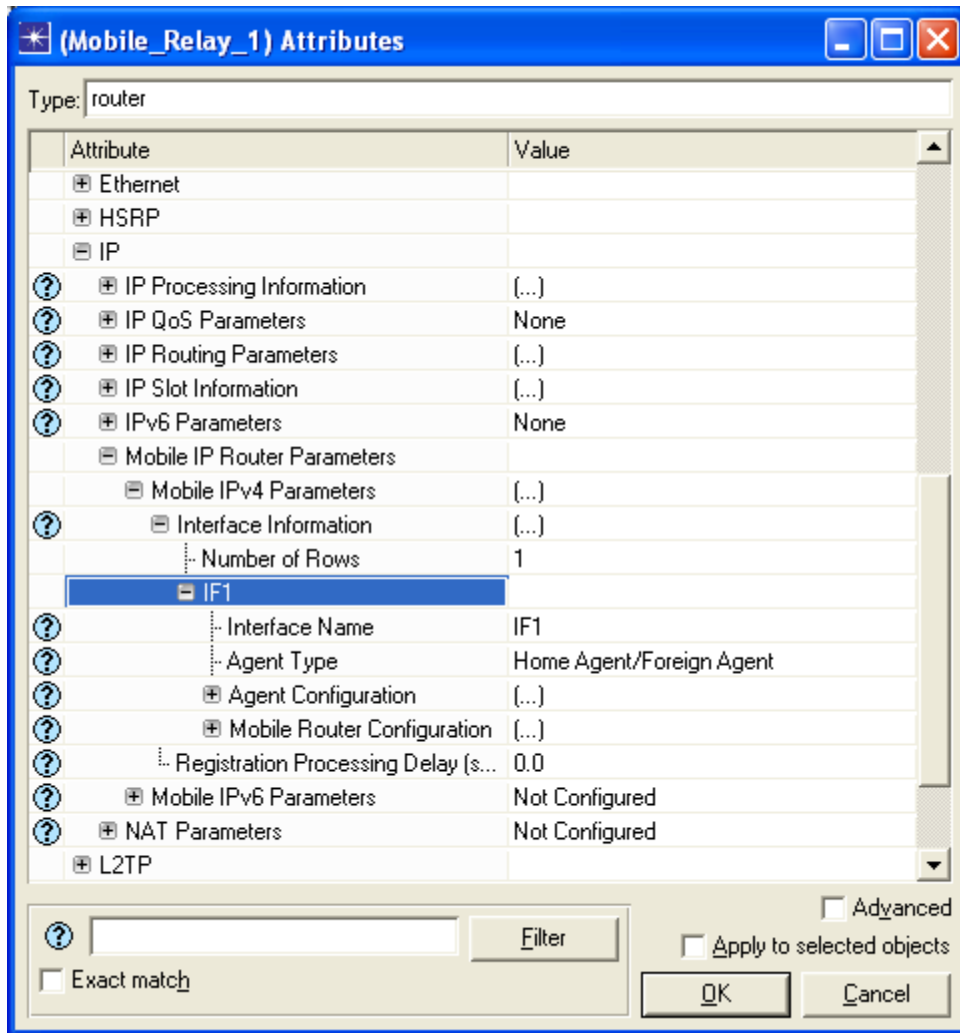 (Mobile_Relay_1) Attributes
Type: router
Attribute Value
Ethernet
HSRP
IP
IP Processing Information (...)
IP QoS Parameters None
IP Routing Parameters (...)
IP Slot Information (...)
IPv6 Parameters None
Mobile IP Router Parameters
Mobile IPv4 Parameters (...)
Interface Information (...)
Number of Rows 1
IF1
Interface Name IF1
Agent Type Home Agent/Foreign Agent
Agent Configuration (...)
Mobile Router Configuration (...)
Registration Processing Delay (s... 0.0
Mobile IPv6 Parameters Not Configured
NAT Parameters Not Configured
L2TP
Advanced
Filter
Apply to selected objects
Exact match
OK Cancel